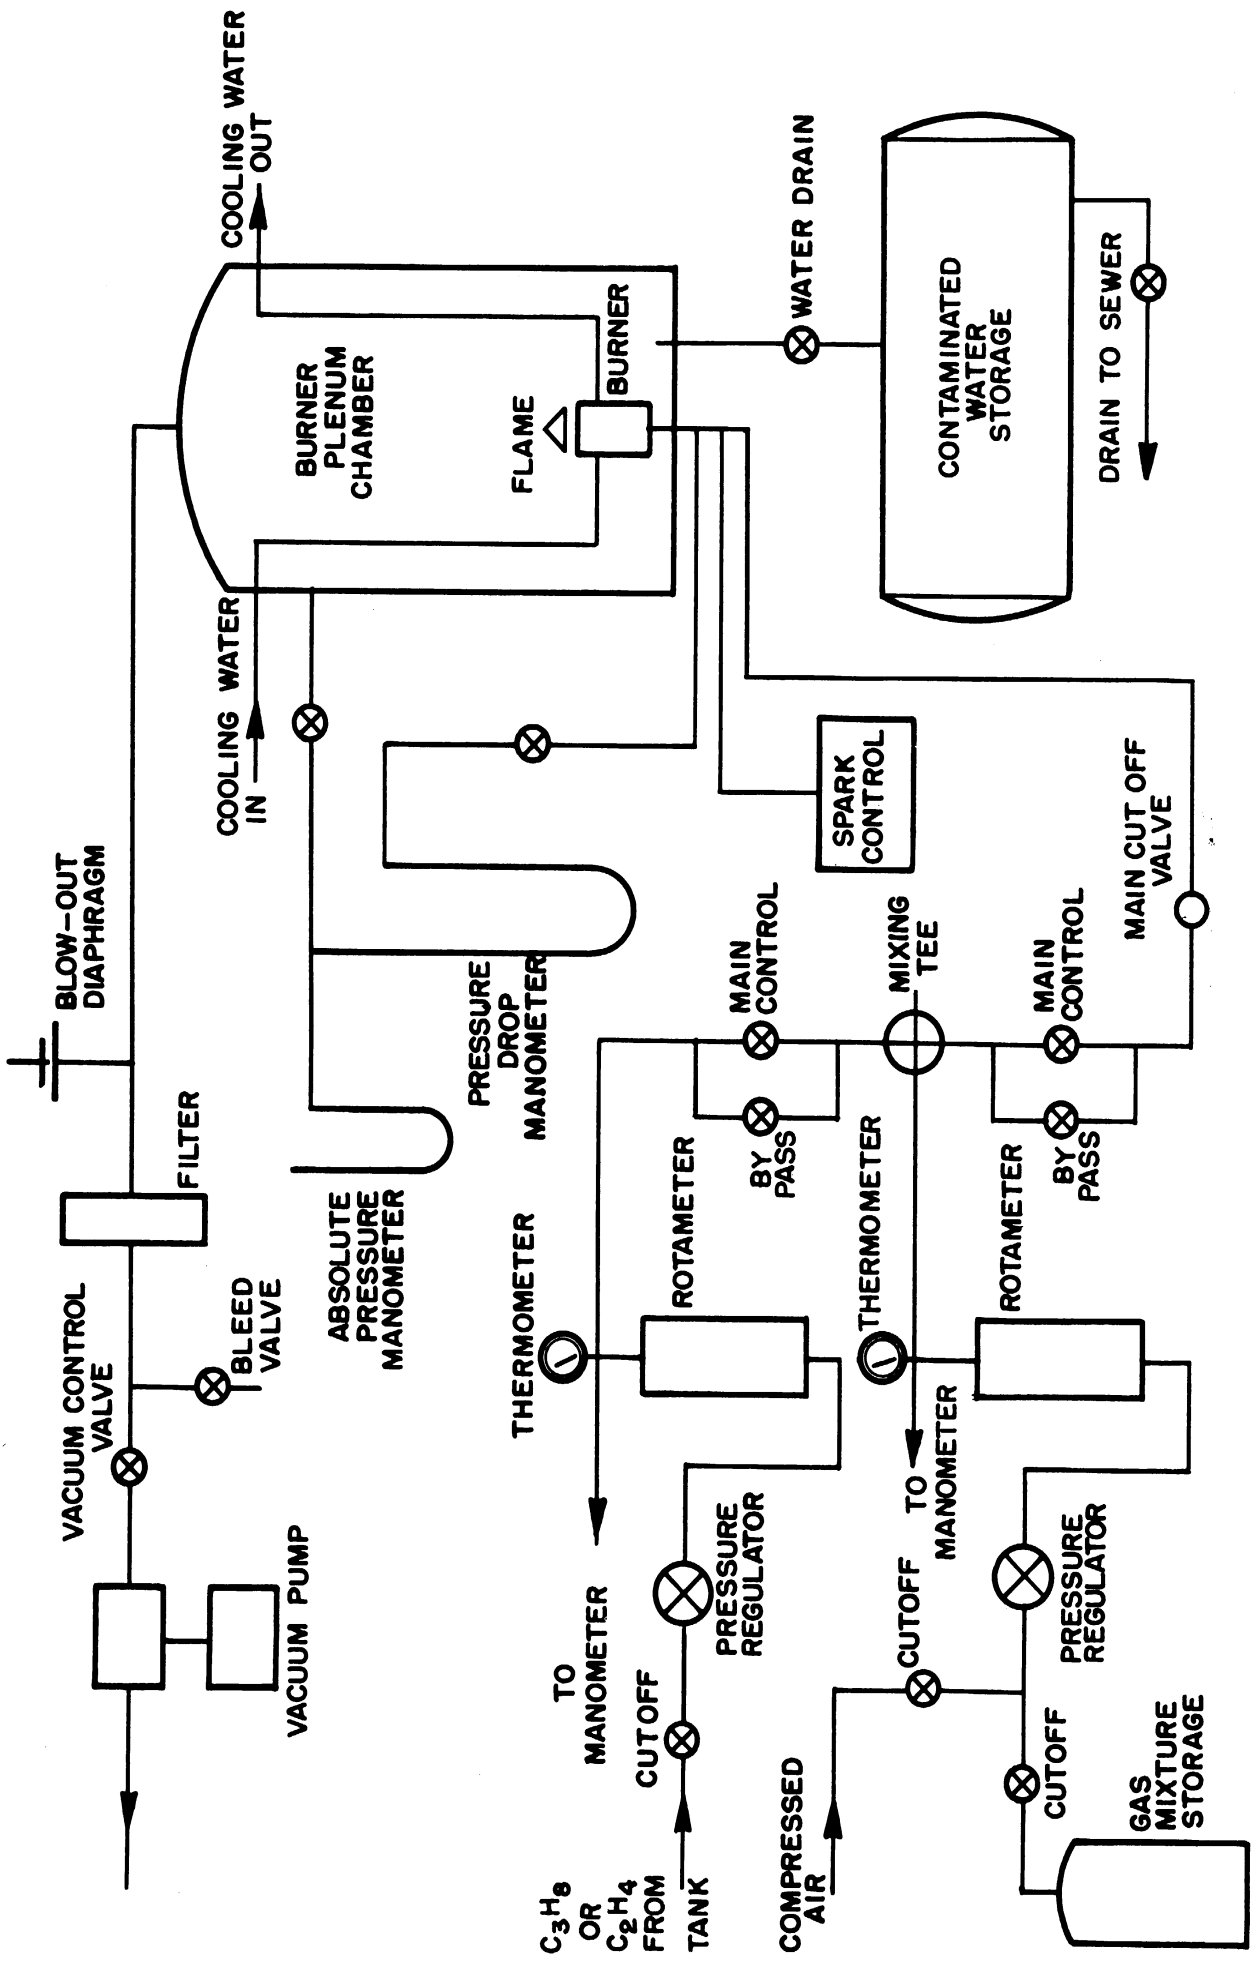 COOLING WATER
OUT
BLOW-OUT
DIAPHRAGM
FILTER
VACUUM CONTROL
VALVE
BLEED
VALVE
VACUUM PUMP
COOLING WATER
IN
BURNER
PLENUM
CHAMBER
FLAME
BURNER
WATER DRAIN
CONTAMINATED
WATER
STORAGE
DRAIN TO SEWER
ABSOLUTE
PRESSURE
MANOMETER
PRESSURE
DROP
MANOMETER
SPARK
CONTROL
MAIN CUT OFF
VALVE
THERMOMETER
ROTAMETER
BY
PASS
MAIN
CONTROL
MIXING
TEE
THERMOMETER
ROTAMETER
BY
PASS
MAIN
CONTROL
TO
MANOMETER
CUTOFF
PRESSURE
REGULATOR
TO
MANOMETER
CUTOFF
PRESSURE
REGULATOR
C3H8
OR
C2H4
FROM
TANK
COMPRESSED
AIR
CUTOFF
GAS
MIXTURE
STORAGE